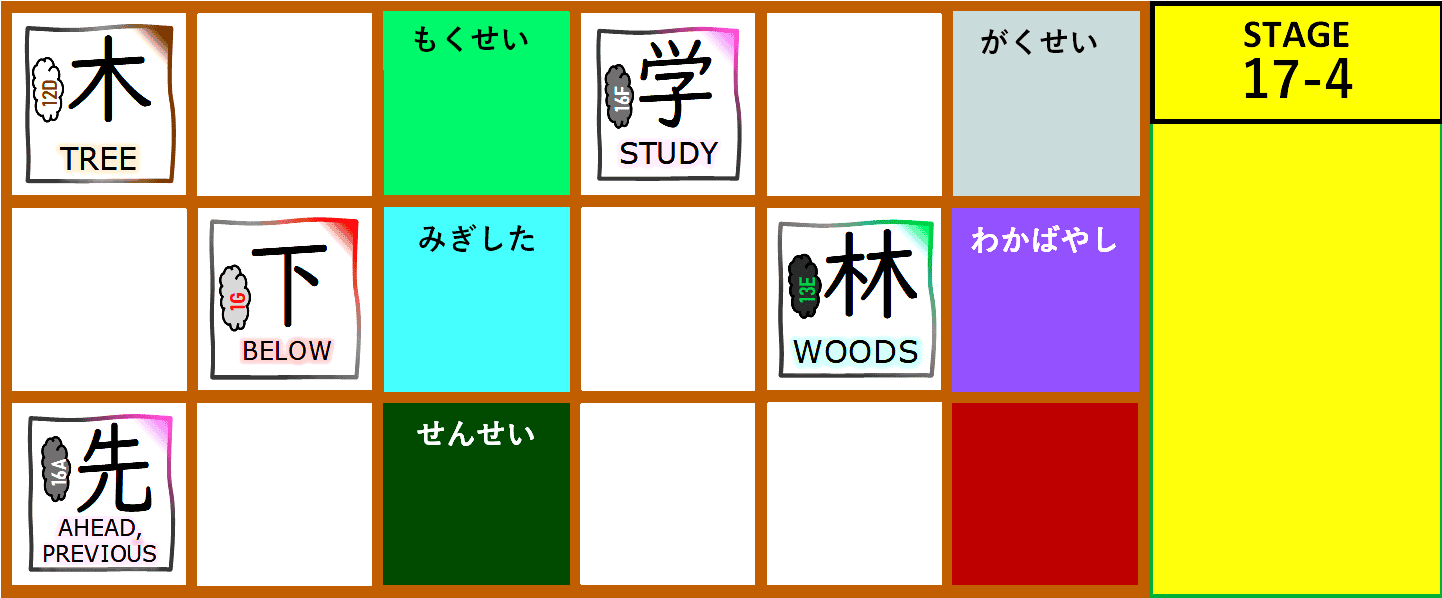 木
12D
TREE
もくせい
学
16F
STUDY
がくせい
STAGE
17-4
下
1G
BELOW
みぎした
林
13E
WOODS
わかばやし
先
16A
AHEAD,
PREVIOUS
せんせい